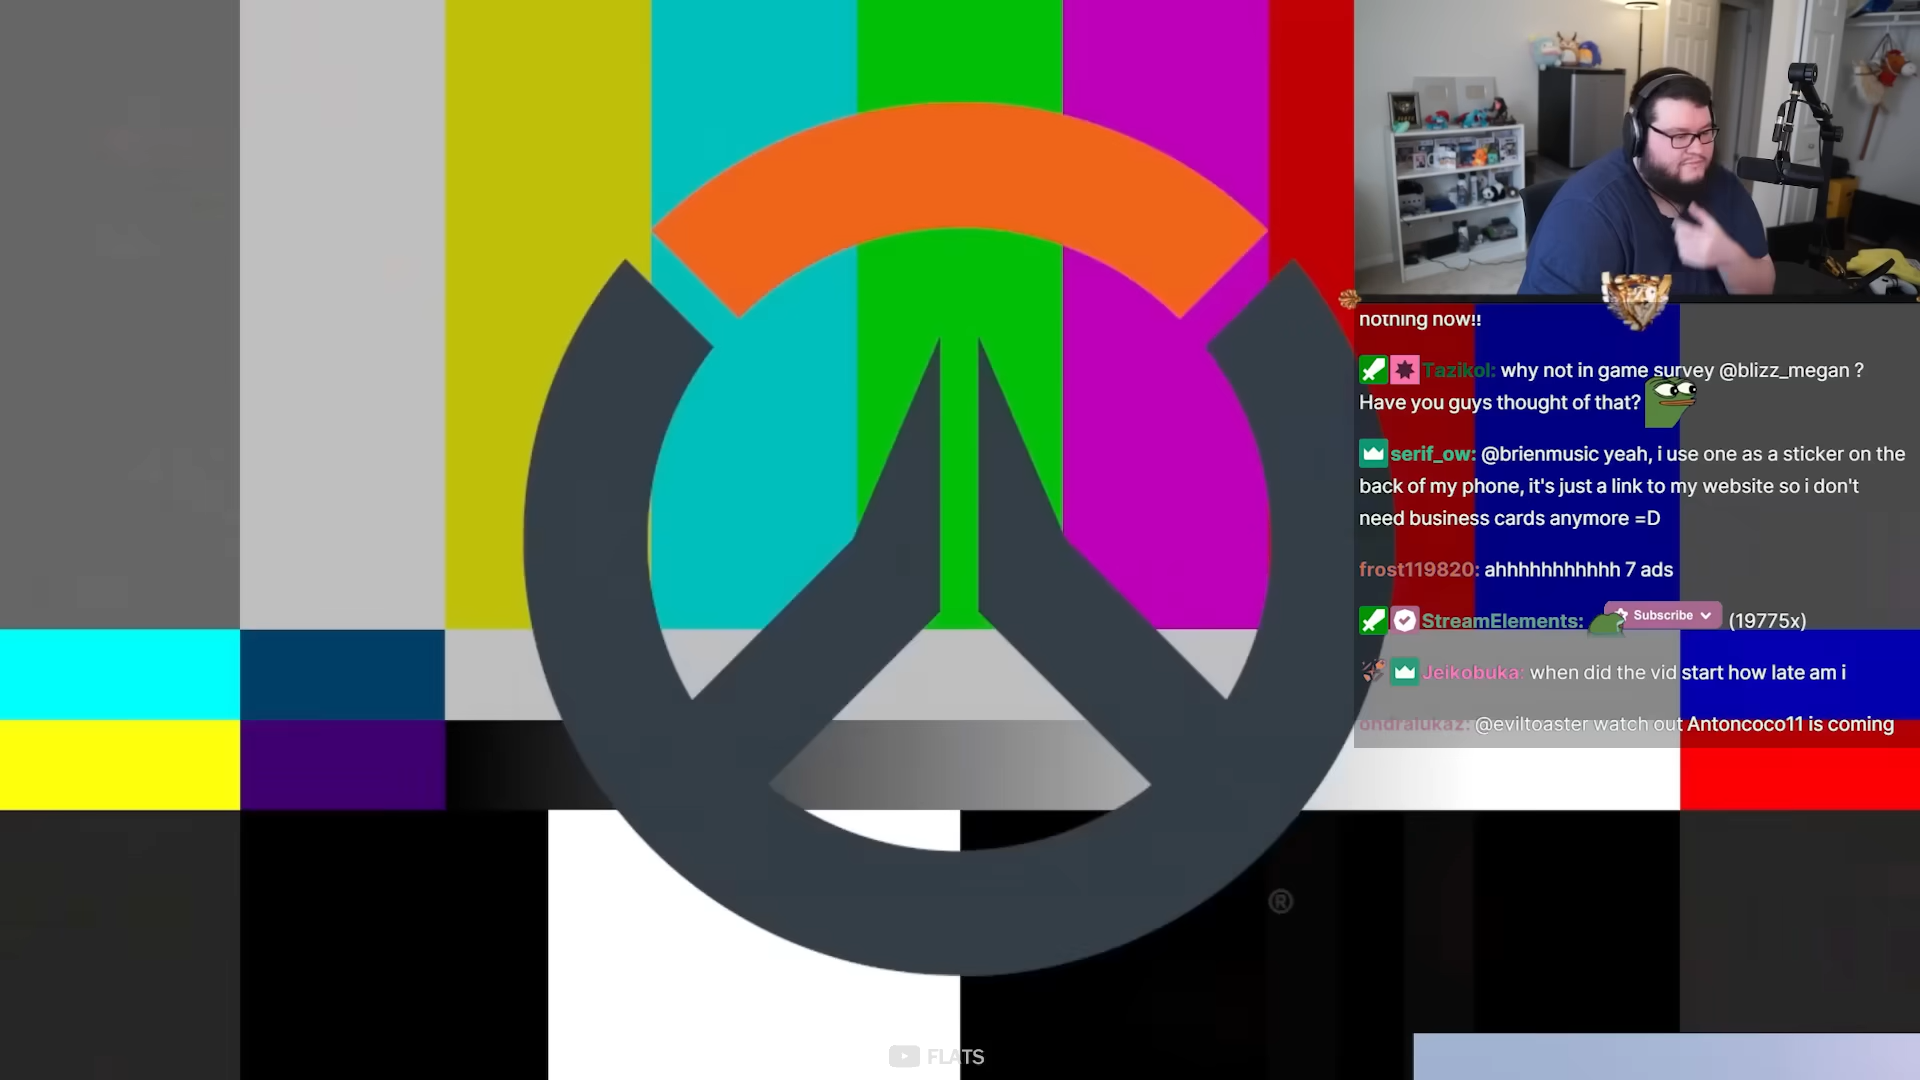 nothing now!!
Tazikol: why not in game survey @blizz_megan ?
Have you guys thought of that?
serif_ow: @brienmusic yeah, i use one as a sticker on the
back of my phone, it's just a link to my website so i don't
need business cards anymore =D
frost119820: ahhhhhhhhhhh 7 ads
StreamElements: Subscribe (19775x)
Jeikobuka: when did the vid start how late am i
ondralukaz: @eviltoaster watch out Antoncoco11 is coming
®
FLATS